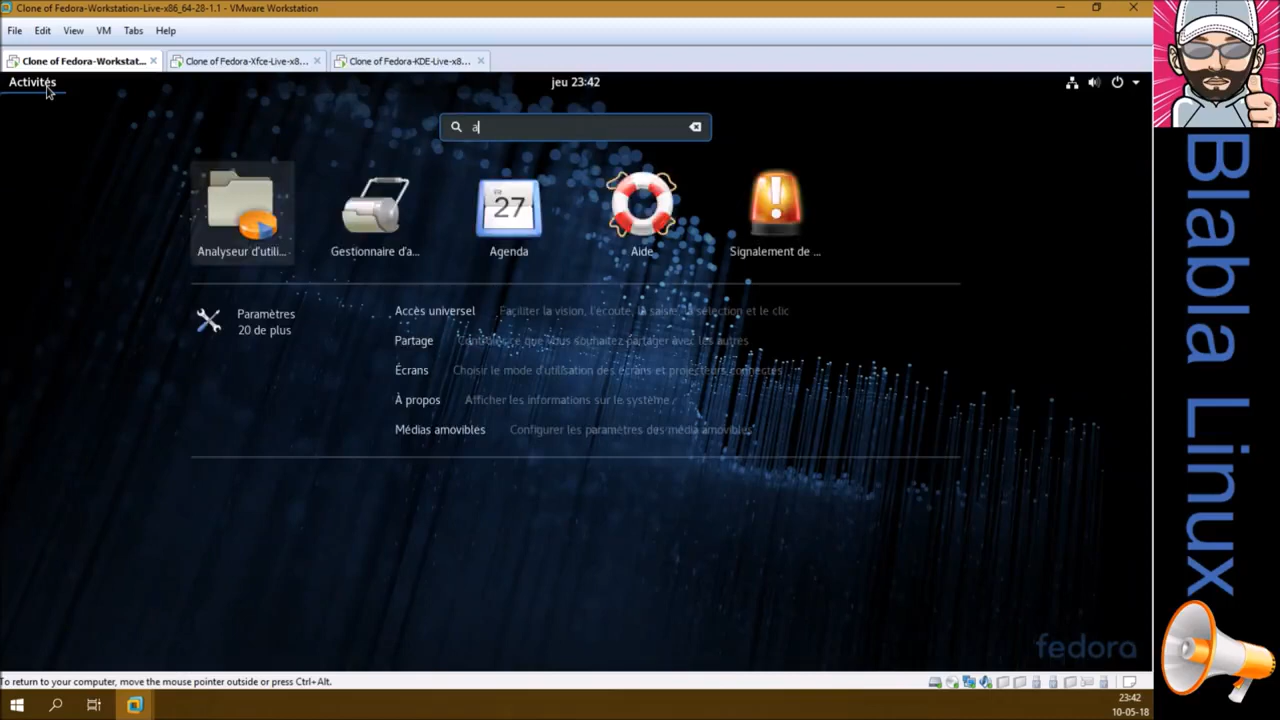 Clone of Fedora-Workstation-Live-x86_64-28-1.1 - VMware Workstation
File Edit View VM Tabs Help
Clone of Fedora-Workstat... Clone of Fedora-Xfce-Live-x8... Clone of Fedora-KDE-Live-x8...
Activités jeu 23:42
a
27
Analyseur d'utili... Gestionnaire d'a... Agenda Aide Signalement de ...
Paramètres
20 de plus
Accès universel Faciliter la vision, l'écoute, la saisie, la sélection et le clic
Partage Contrôler ce que vous souhaitez partager avec les autres
Écrans Choisir le mode d'utilisation des écrans et projecteurs connectés
À propos Afficher les informations sur le système
Médias amovibles Configurer les paramètres des média amovibles
fedora
To return to your computer, move the mouse pointer outside or press Ctrl+Alt.
23:42
10-05-18
Blabla Linux